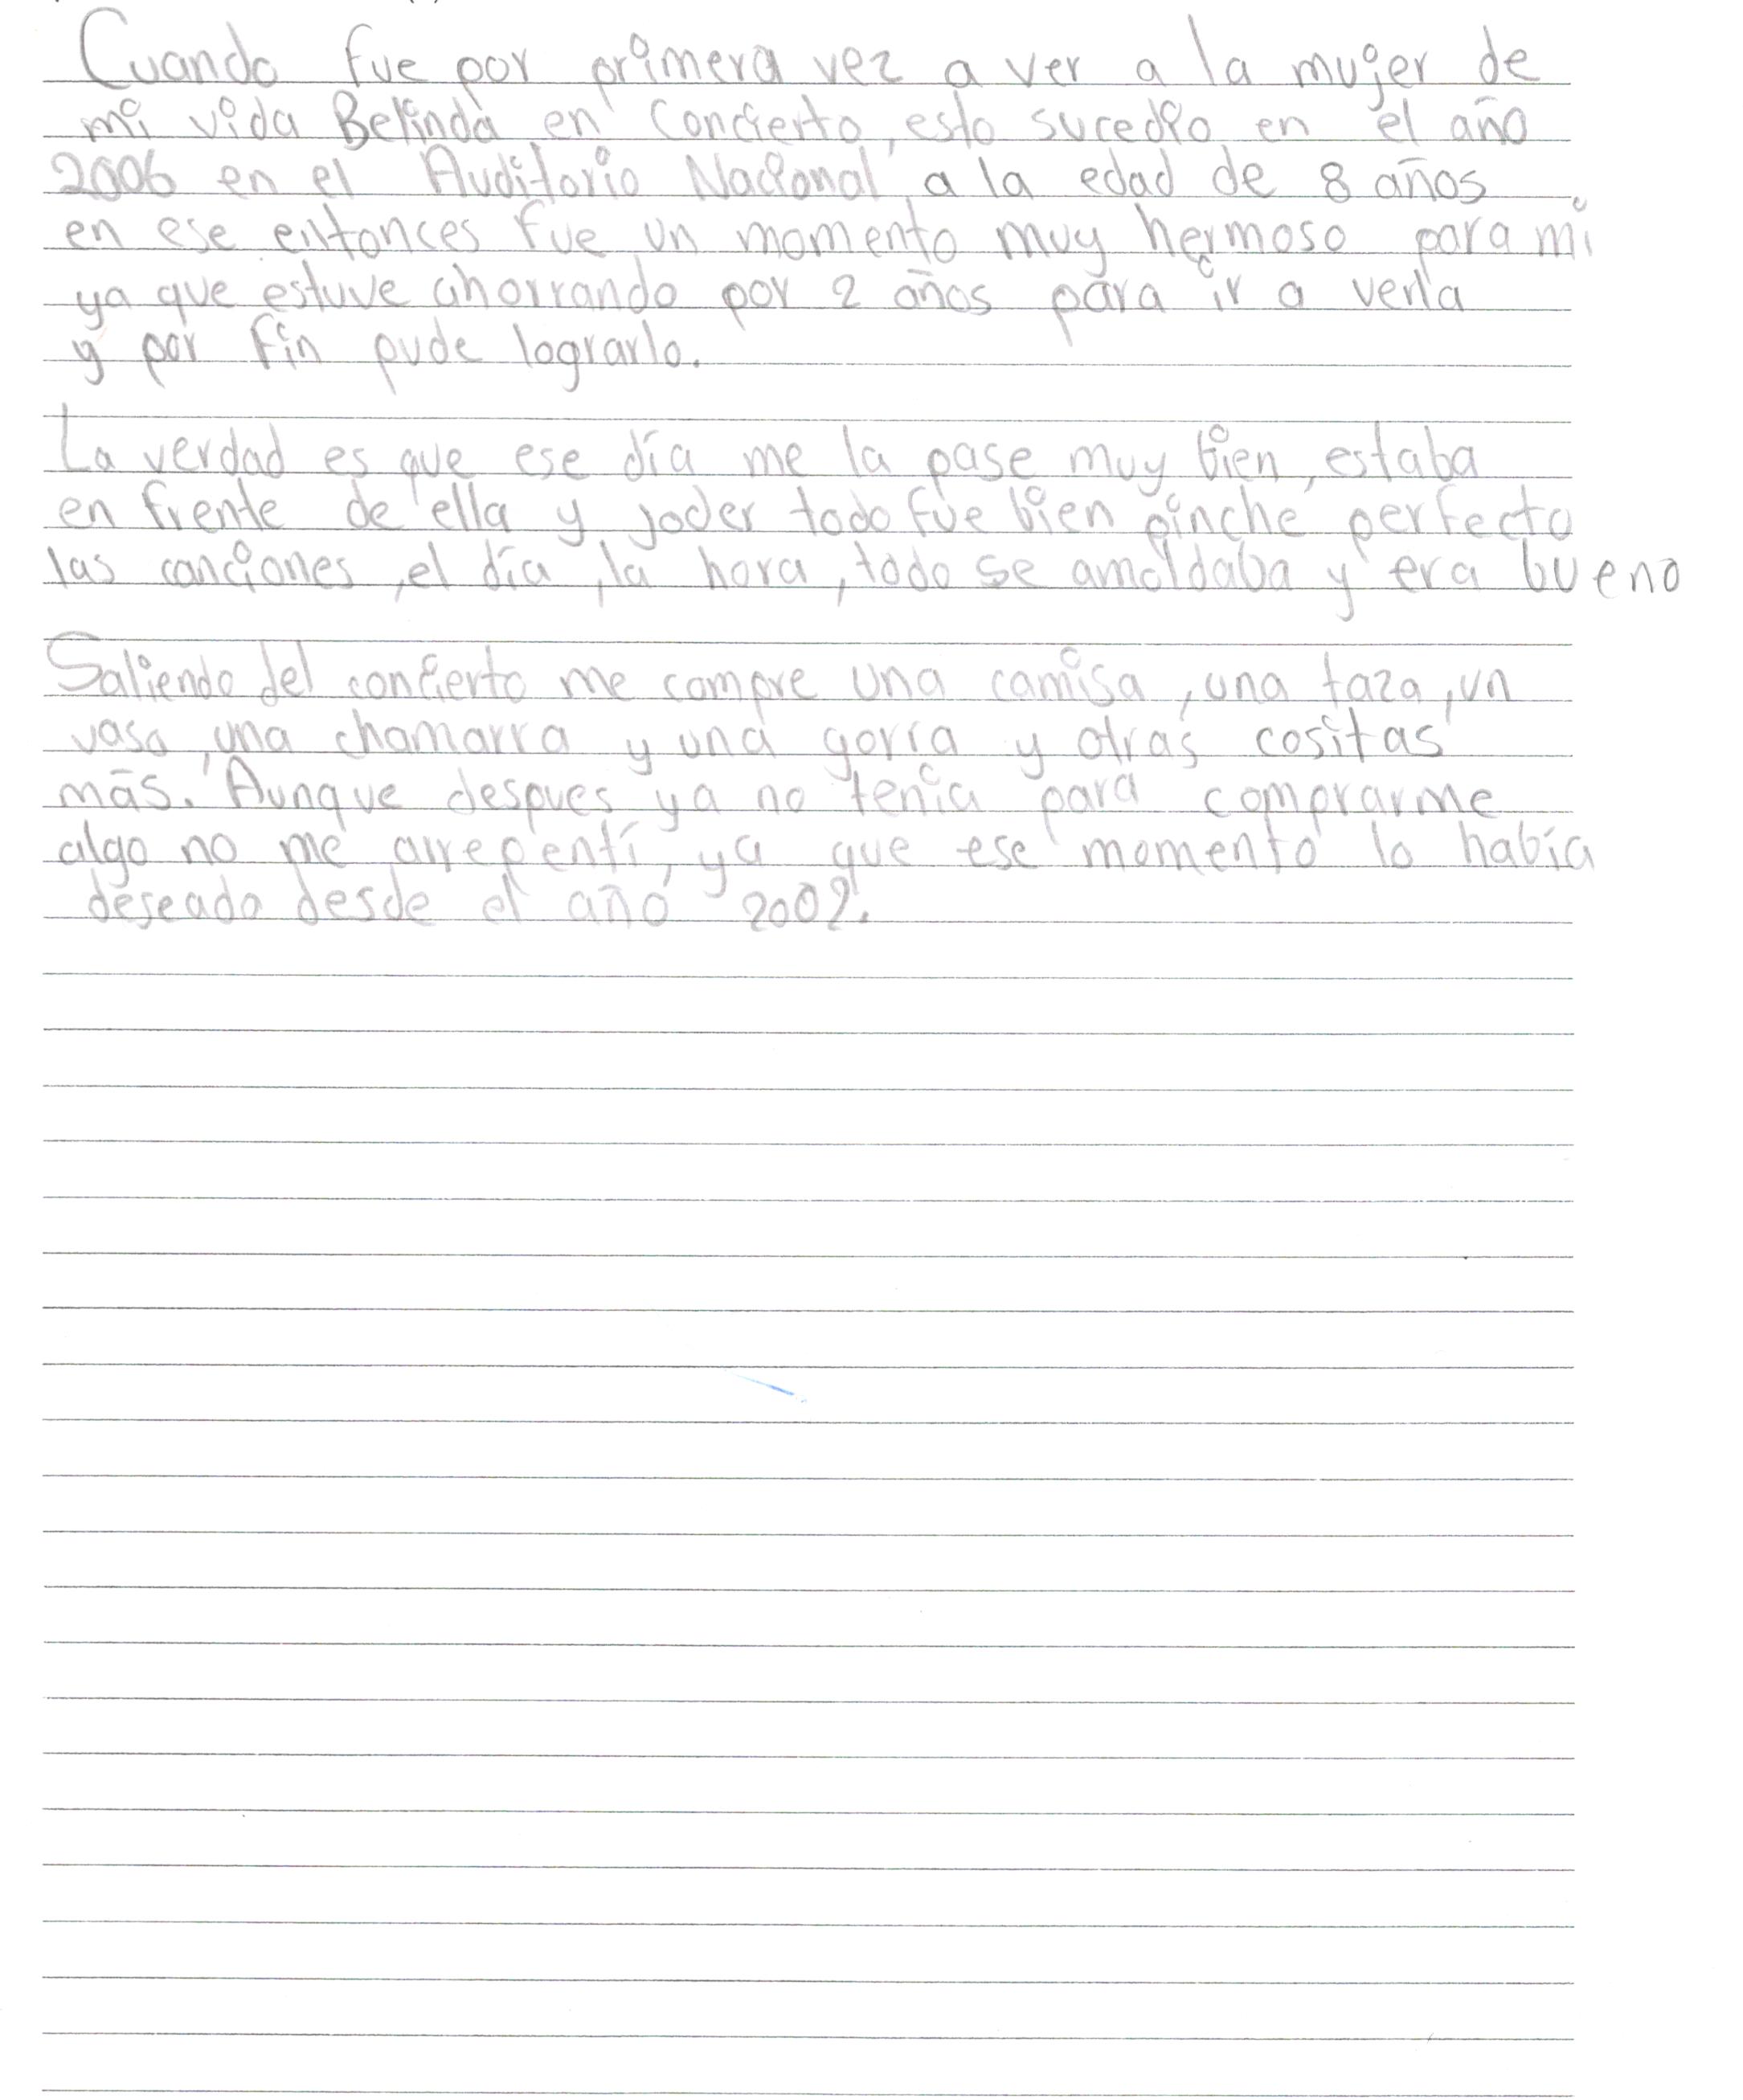 Cuando fue por primera vez a ver a la mujer de
mi vida Belinda en Concierto, esto sucedio en el año
2006 en el Auditorio Nacional a la edad de 8 años
en ese entonces fue un momento muy hermoso para mi
ya que estuve ahorrando por 2 años para ir a verla
y por fin pude lograrlo.
La verdad es que ese día me la pase muy bien, estaba
en frente de ella y joder todo fue bien pinche perfecto
las canciones, el día, la hora, todo se amoldaba y era bueno
Saliendo del concierto me compre una camisa, una taza, un
vaso, una chamarra y una gorra y otras cositas
más. Aunque despues ya no tenía para comprarme
algo no me arrepentí, ya que ese momento lo había
deseado desde el año 2002.